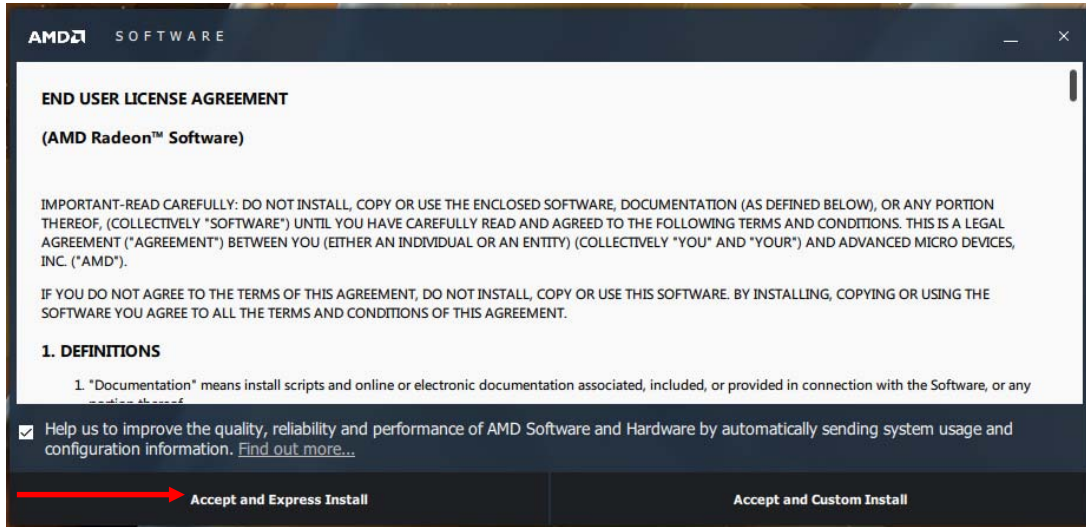 AMD SOFTWARE
END USER LICENSE AGREEMENT
(AMD Radeon™ Software)
IMPORTANT-READ CAREFULLY: DO NOT INSTALL, COPY OR USE THE ENCLOSED SOFTWARE, DOCUMENTATION (AS DEFINED BELOW), OR ANY PORTION
THEREOF, (COLLECTIVELY "SOFTWARE") UNTIL YOU HAVE CAREFULLY READ AND AGREED TO THE FOLLOWING TERMS AND CONDITIONS. THIS IS A LEGAL
AGREEMENT ("AGREEMENT") BETWEEN YOU (EITHER AN INDIVIDUAL OR AN ENTITY) (COLLECTIVELY "YOU" AND "YOUR") AND ADVANCED MICRO DEVICES,
INC. ("AMD").
IF YOU DO NOT AGREE TO THE TERMS OF THIS AGREEMENT, DO NOT INSTALL, COPY OR USE THIS SOFTWARE. BY INSTALLING, COPYING OR USING THE
SOFTWARE YOU AGREE TO ALL THE TERMS AND CONDITIONS OF THIS AGREEMENT.
1. DEFINITIONS
1. "Documentation" means install scripts and online or electronic documentation associated, included, or provided in connection with the Software, or any
portion thereof
Help us to improve the quality, reliability and performance of AMD Software and Hardware by automatically sending system usage and
configuration information. Find out more...
Accept and Express Install
Accept and Custom Install